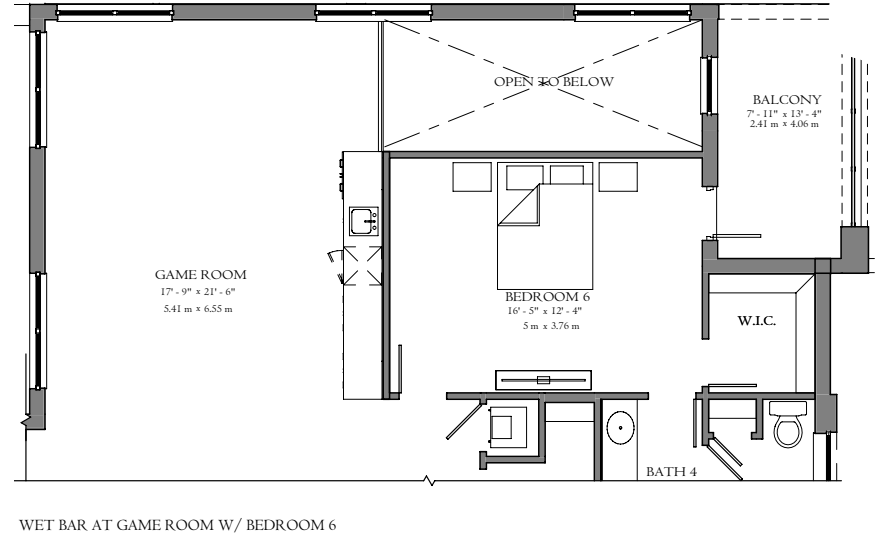 OPEN TO BELOW
BALCONY
7' - 11" x 13' - 4"
2.41 m x 4.06 m
GAME ROOM
17' - 9" x 21' - 6"
5.41 m x 6.55 m
BEDROOM 6
16' - 5" x 12' - 4"
5 m x 3.76 m
W.I.C.
BATH 4
WET BAR AT GAME ROOM W/ BEDROOM 6